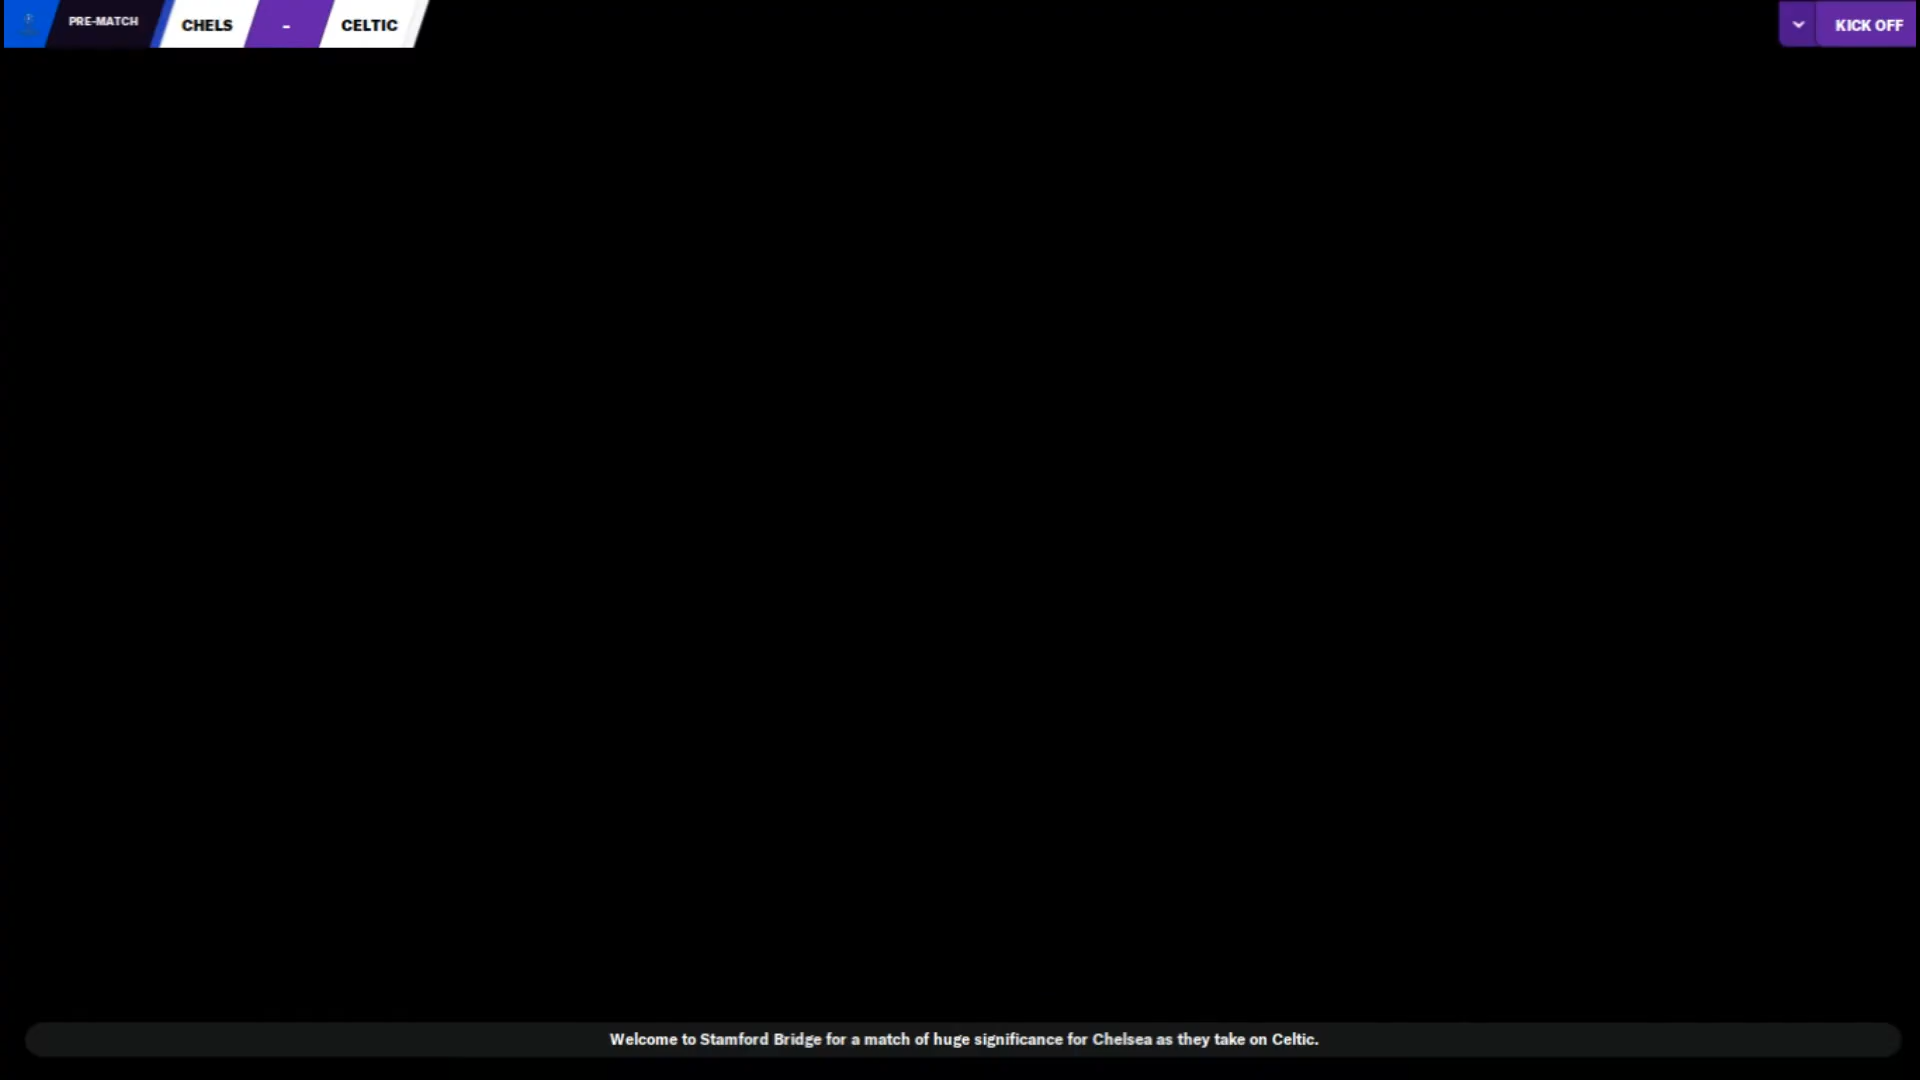 PRE-MATCH
CHELS
-
CELTIC
KICK OFF
Welcome to Stamford Bridge for a match of huge significance for Chelsea as they take on Celtic.